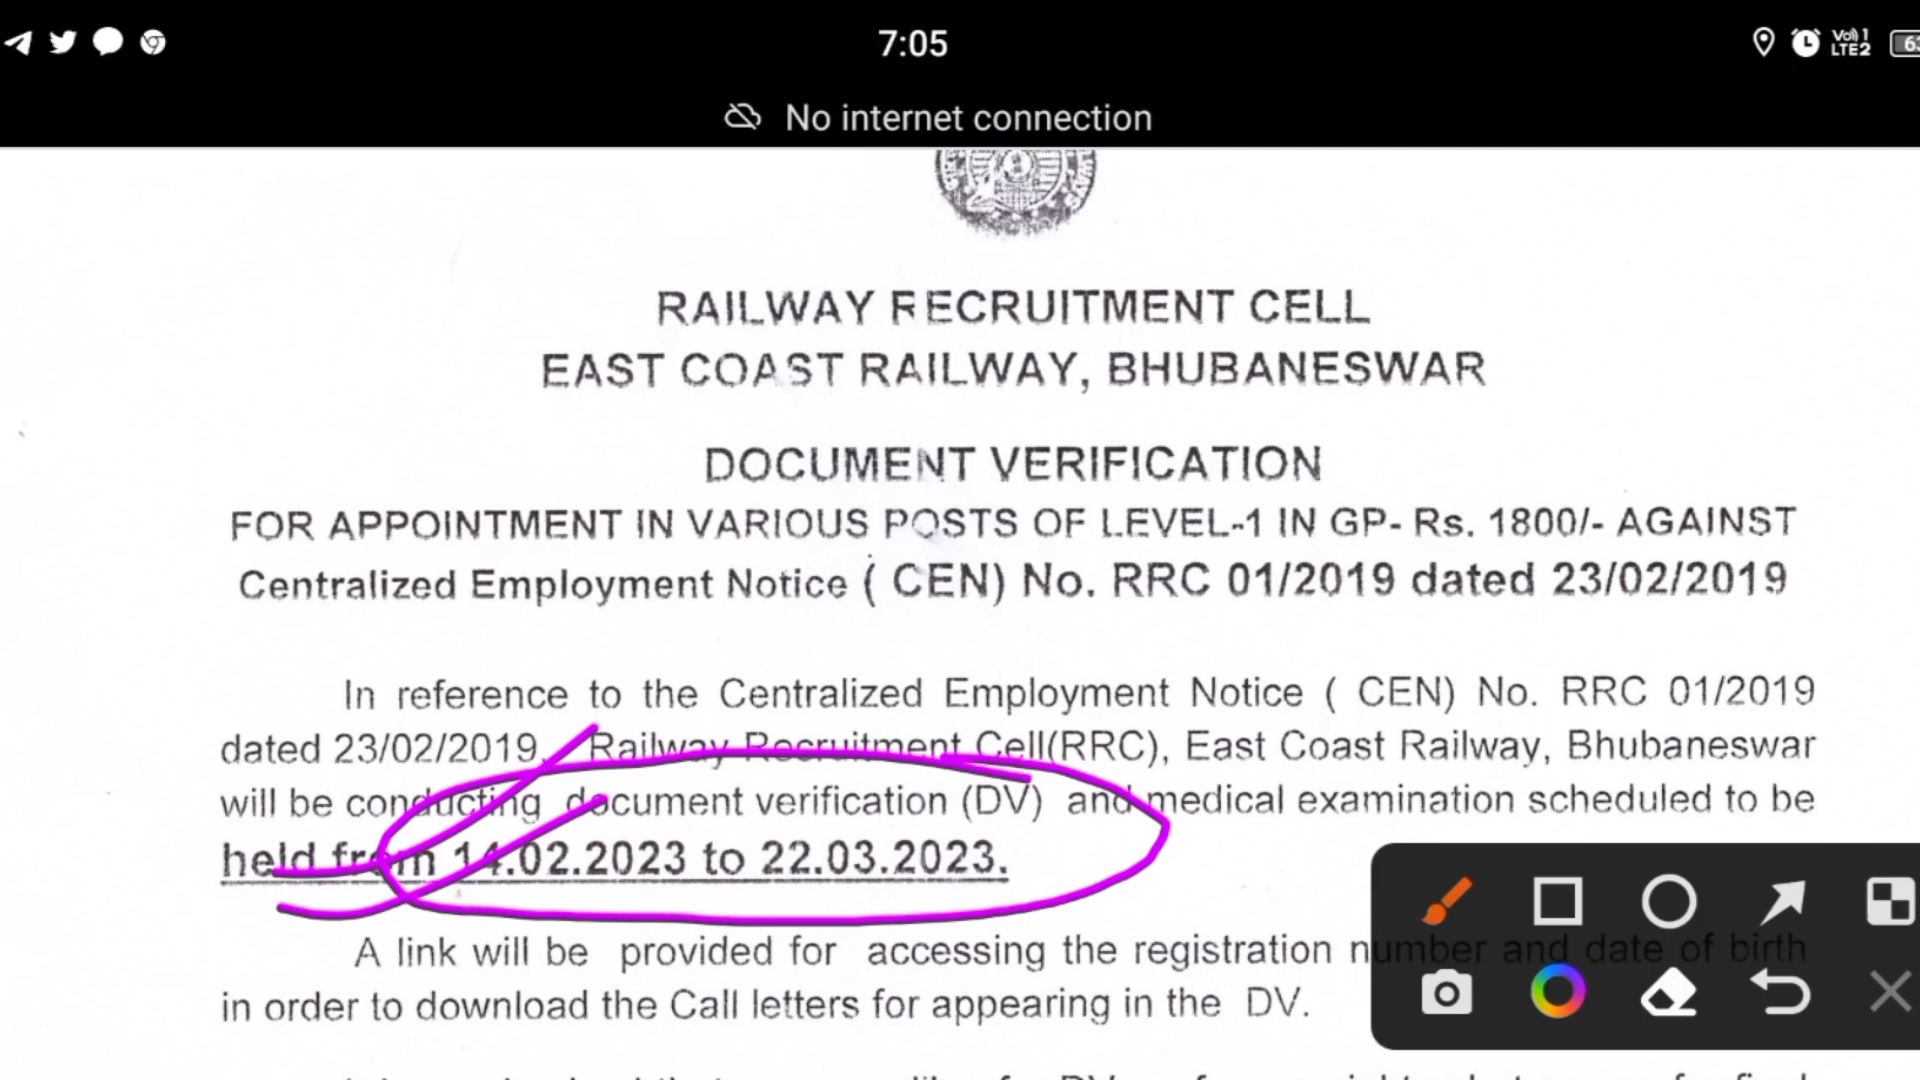 7:05
Vo)) 1
LTE2
63
No internet connection
RAILWAY RECRUITMENT CELL
EAST COAST RAILWAY, BHUBANESWAR
DOCUMENT VERIFICATION
FOR APPOINTMENT IN VARIOUS POSTS OF LEVEL-1 IN GP- Rs. 1800/- AGAINST
Centralized Employment Notice ( CEN) No. RRC 01/2019 dated 23/02/2019
In reference to the Centralized Employment Notice ( CEN) No. RRC 01/2019
dated 23/02/2019, Railway Recruitment Cell(RRC), East Coast Railway, Bhubaneswar
will be conducting document verification (DV) and medical examination scheduled to be
held from 14.02.2023 to 22.03.2023.
A link will be provided for accessing the registration number and date of birth
in order to download the Call letters for appearing in the DV.